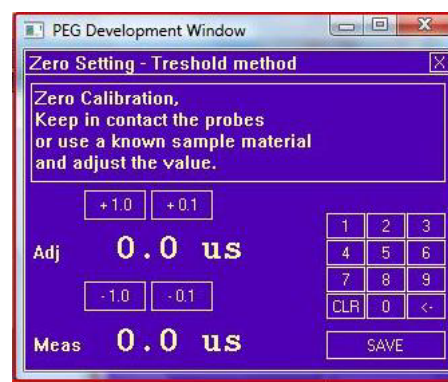 PEG Development Window
Zero Setting - Treshold method
Zero Calibration,
Keep in contact the probes
or use a known sample material
and adjust the value.
+1.0 +0.1
Adj 0.0 us
-1.0 -0.1
Meas 0.0 us
1 2 3
4 5 6
7 8 9
CLR 0 <-
SAVE